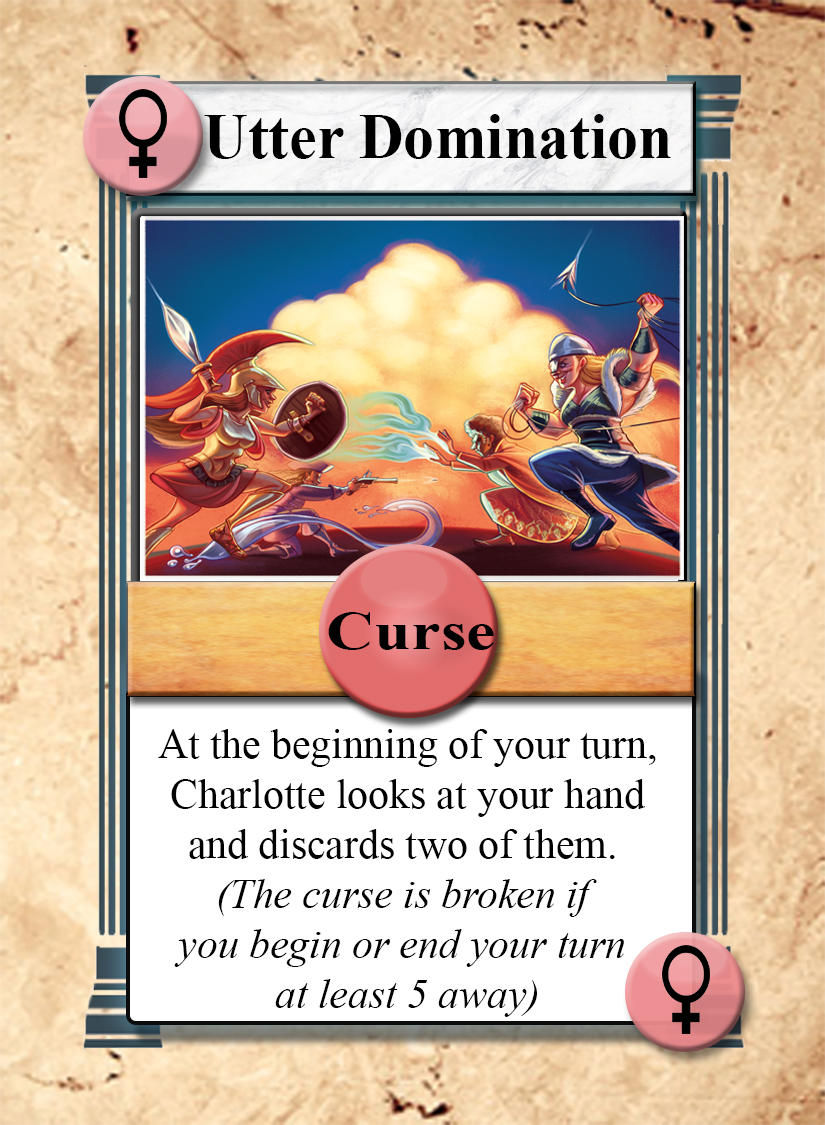 Utter Domination
Curse
At the beginning of your turn,
Charlotte looks at your hand
and discards two of them.
(The curse is broken if
you begin or end your turn
at least 5 away)